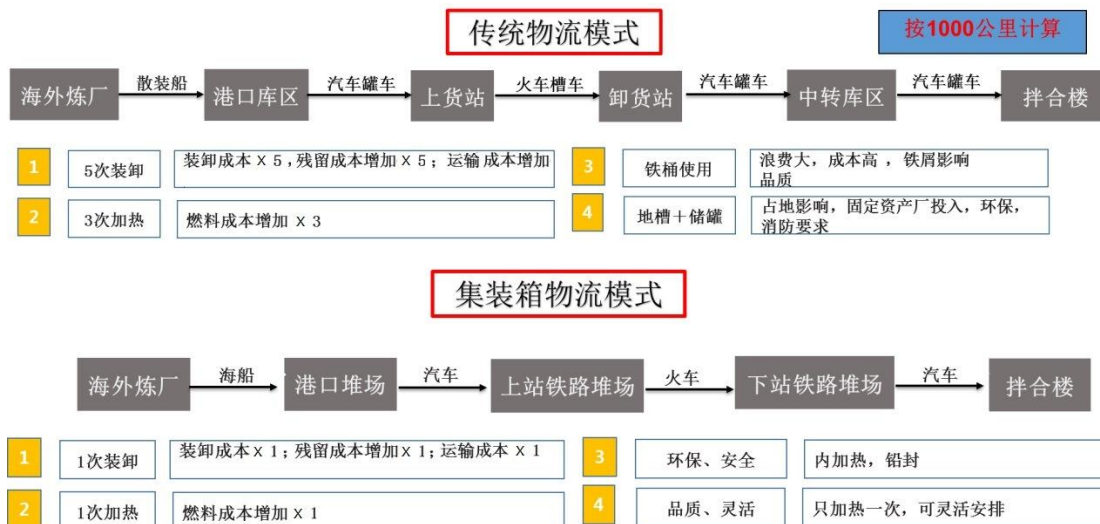 传统物流模式
按1000公里计算
海外炼厂
散装船
港口库区
汽车罐车
上货站
火车槽车
卸货站
汽车罐车
中转库区
汽车罐车
拌合楼
1
5次装卸
装卸成本×5，残留成本增加×5；运输成本增加
2
3次加热
燃料成本增加 ×3
3
铁桶使用
浪费大，成本高，铁屑影响
品质
4
地槽＋储罐
占地影响，固定资产厂投入，环保，
消防要求
集装箱物流模式
海外炼厂
海船
港口堆场
汽车
上站铁路堆场
火车
下站铁路堆场
汽车
拌合楼
1
1次装卸
装卸成本×1；残留成本增加×1；运输成本 ×1
2
1次加热
燃料成本增加 ×1
3
环保、安全
内加热，铅封
4
品质、灵活
只加热一次，可灵活安排